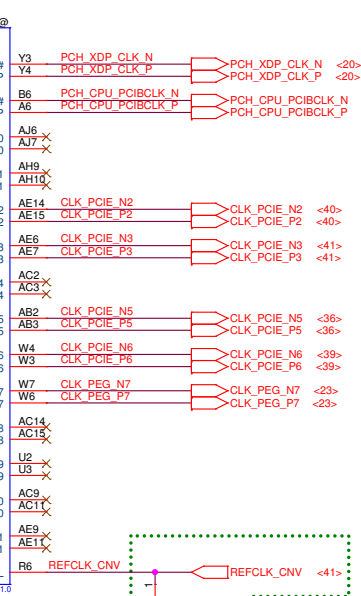 @
Y3 PCH_XDP_CLK_N PCH_XDP_CLK_N <20>
Y4 PCH_XDP_CLK_P PCH_XDP_CLK_P <20>
B6 PCH_CPU_PCIBCLK_N PCH_CPU_PCIBCLK_N
A6 PCH_CPU_PCIBCLK_P PCH_CPU_PCIBCLK_P
AJ6
AJ7
AH9
AH10
AE14 CLK_PCIE_N2 CLK_PCIE_N2 <40>
AE15 CLK_PCIE_P2 CLK_PCIE_P2 <40>
AE6 CLK_PCIE_N3 CLK_PCIE_N3 <41>
AE7 CLK_PCIE_P3 CLK_PCIE_P3 <41>
AC2
AC3
AB2 CLK_PCIE_N5 CLK_PCIE_N5 <36>
AB3 CLK_PCIE_P5 CLK_PCIE_P5 <36>
W4 CLK_PCIE_N6 CLK_PCIE_N6 <39>
W3 CLK_PCIE_P6 CLK_PCIE_P6 <39>
W7 CLK_PEG_N7 CLK_PEG_N7 <23>
W6 CLK_PEG_P7 CLK_PEG_P7 <23>
AC14
AC15
U2
U3
AC9
AC11
AE9
AE11
R6 REFCLK_CNV REFCLK_CNV <41>
1.0
1